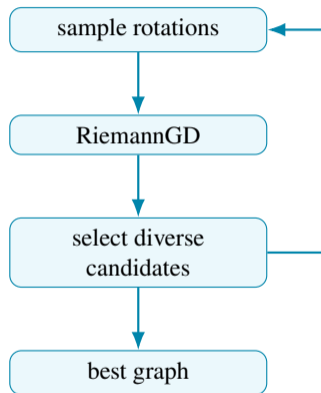 sample rotations
RiemannGD
select diverse
candidates
best graph